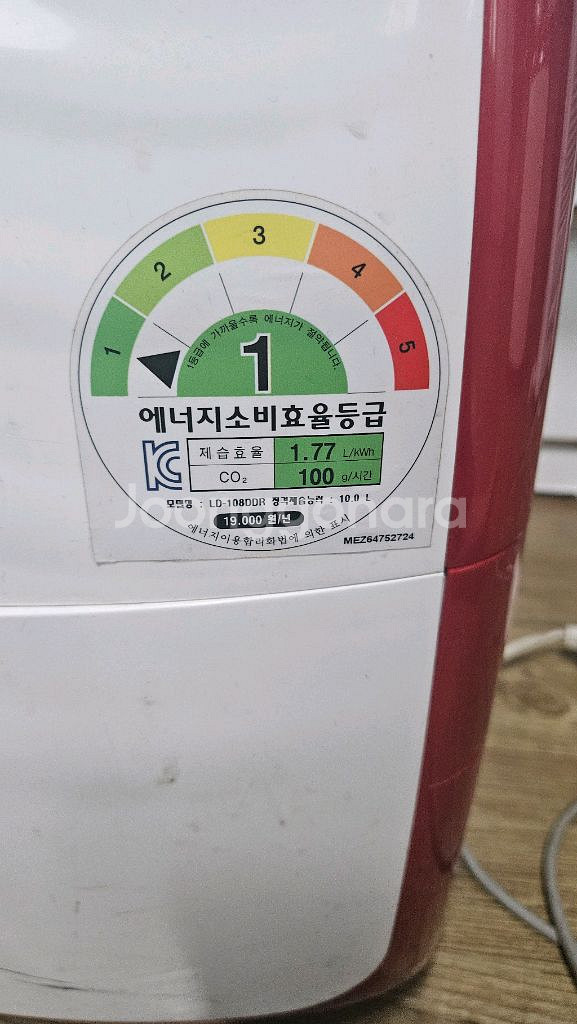 1 2 3 4 5
1등급에 가까울수록 에너지가 절약됩니다.
1
에너지소비효율등급
제습효율 1.77 L/kWh
CO₂ 100 g/시간
모델명 : LD-108DDR 정격제습능력 : 10.0 L
Joonggonara
19,000 원/년
에너지이용합리화법에 의한 표시
MEZ64752724